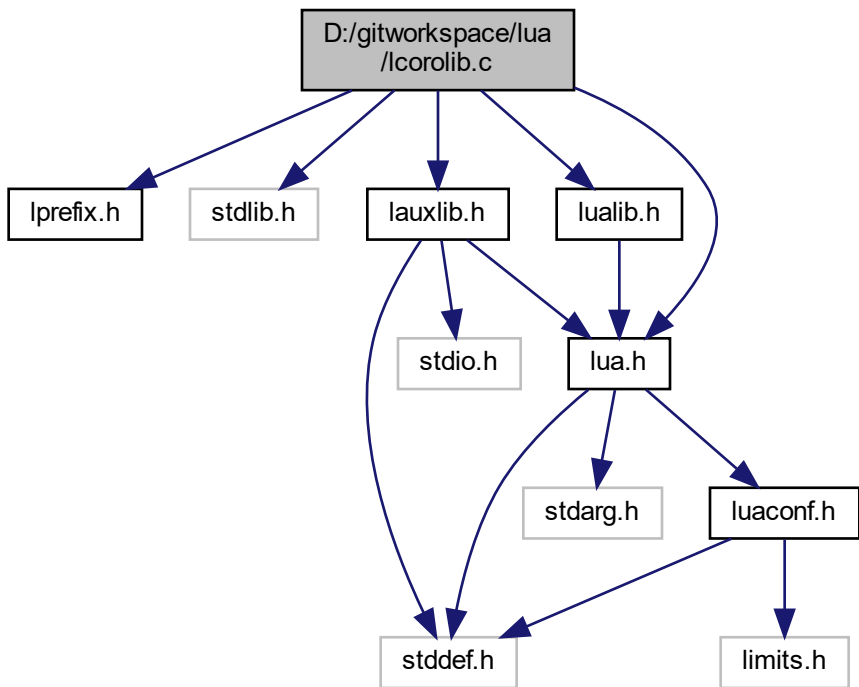 D:/gitworkspace/lua
/lcorolib.c
lprefix.h
stdlib.h
lauxlib.h
lualib.h
stdio.h
lua.h
stdarg.h
luaconf.h
stddef.h
limits.h